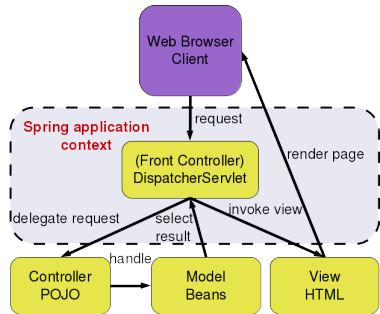 Web Browser
Client
request
Spring application
context
(Front Controller)
DispatcherServlet
render page
delegate request
select
result
invoke view
handle
Controller
POJO
Model
Beans
View
HTML